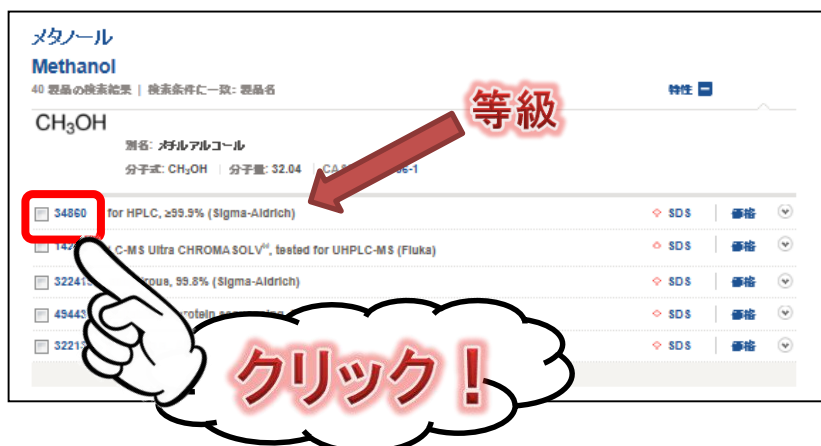 メタノール
Methanol
40 製品の検索結果 | 検索条件に一致: 製品名
特性
等級
CH₃OH
別名: メチルアルコール
分子式: CH₃OH 分子量: 32.04
34860 for HPLC, ≥99.9% (Sigma-Aldrich) SDS 価格
C-MS Ultra CHROMASOLV, tested for UHPLC-MS (Fluka) SDS 価格
99.8% (Sigma-Aldrich) SDS 価格
49443 SDS 価格
SDS 価格
クリック!